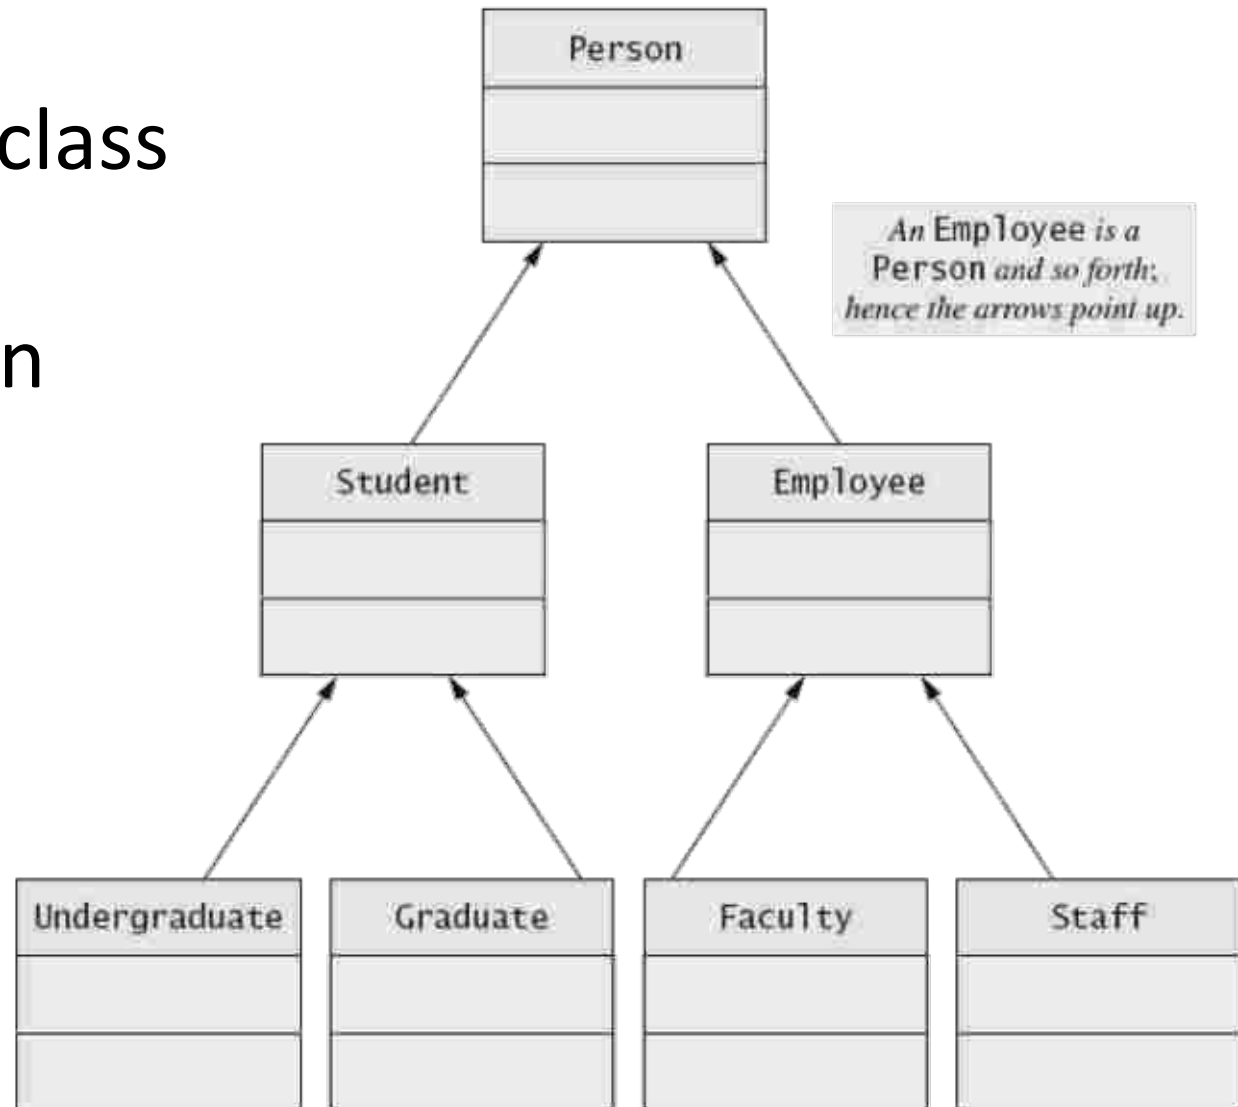 class
n
Person
An Employee is a
Person and so forth;
hence the arrows point up.
Student
Employee
Undergraduate
Graduate
Faculty
Staff